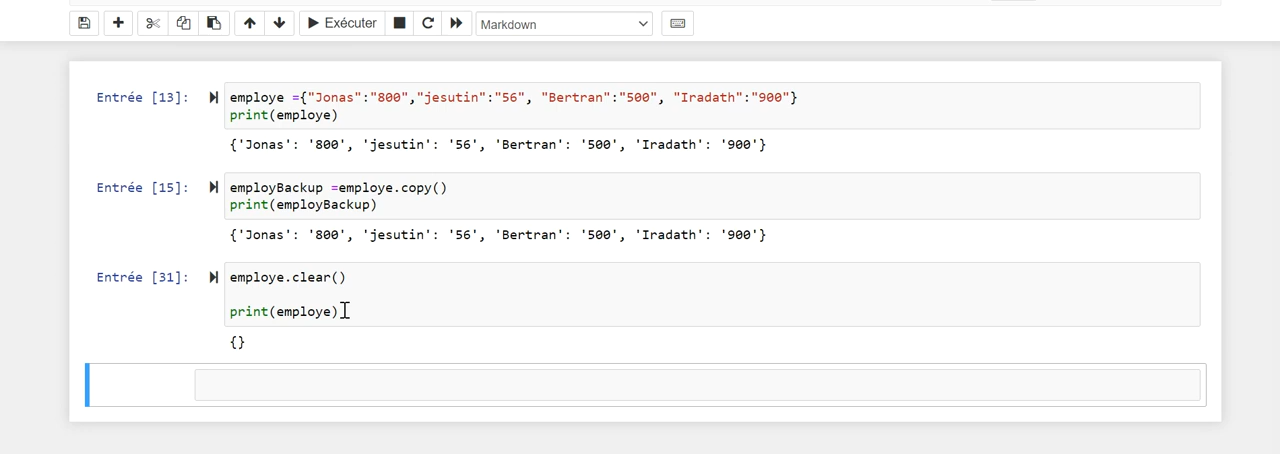 Exécuter
Markdown
Entrée [13]:
employe ={"Jonas":"800","jesutin":"56", "Bertran":"500", "Iradath":"900"}
print(employe)
{'Jonas': '800', 'jesutin': '56', 'Bertran': '500', 'Iradath': '900'}
Entrée [15]:
employBackup =employe.copy()
print(employBackup)
{'Jonas': '800', 'jesutin': '56', 'Bertran': '500', 'Iradath': '900'}
Entrée [31]:
employe.clear()
print(employe)
{}